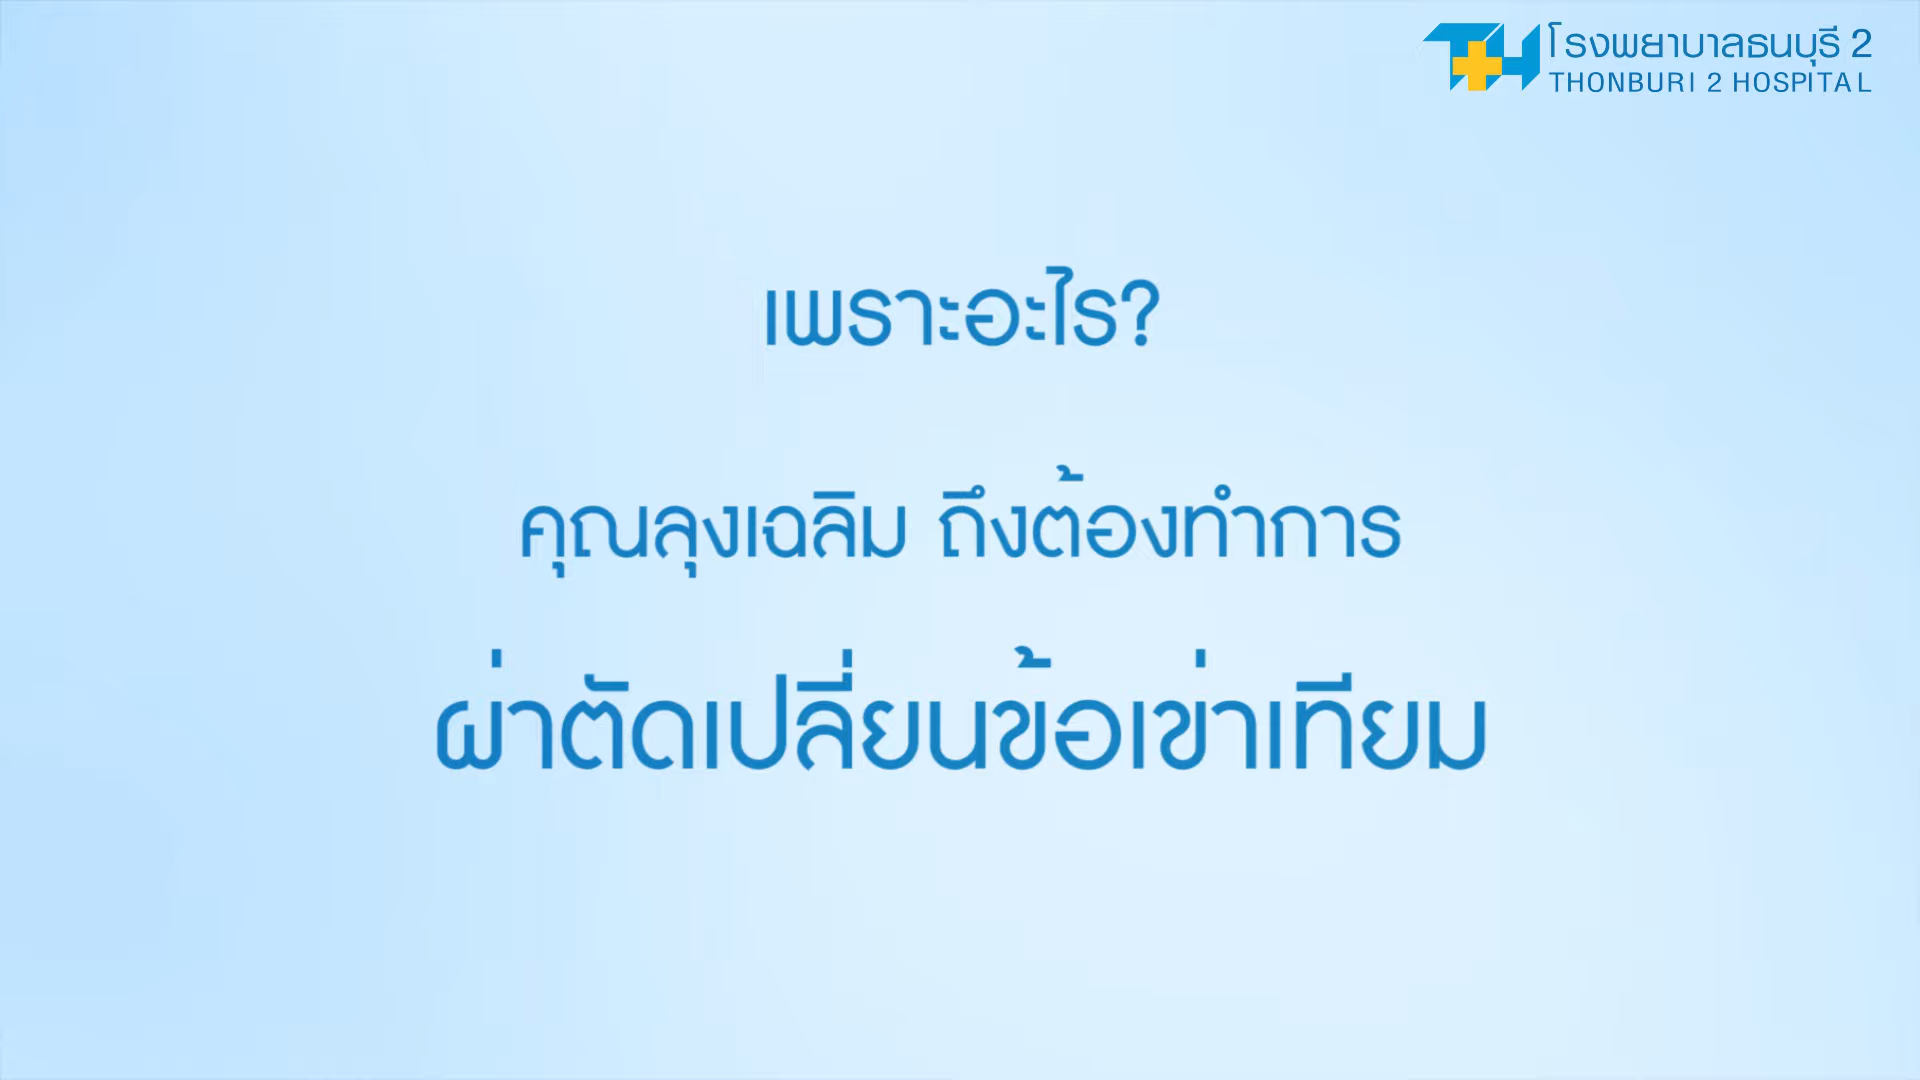 โรงพยาบาลธนบุรี 2
THONBURI 2 HOSPITAL
เพราะอะไร?
คุณลุงเฉลิม ถึงต้องทำการ
ผ่าตัดเปลี่ยนข้อเข่าเทียม